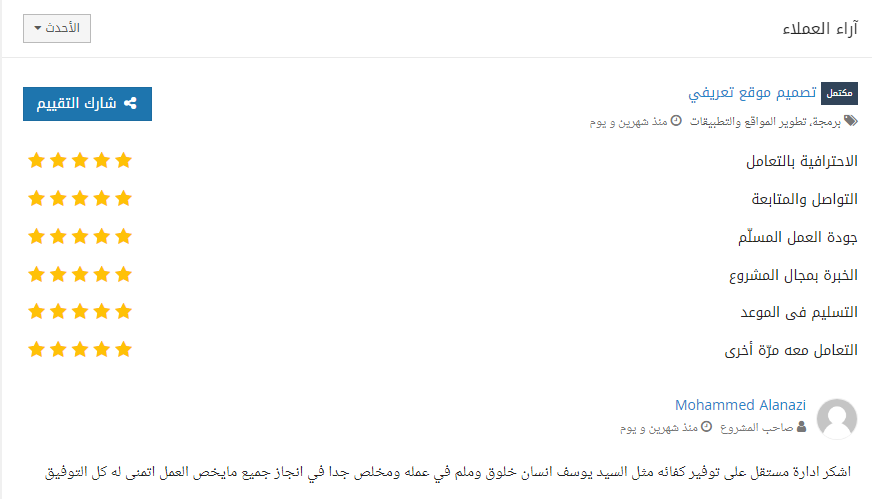 آراء العملاء
الأحدث
مكتمل تصميم موقع تعريفي
شارك التقييم
برمجة، تطوير المواقع والتطبيقات منذ شهرين و يوم
الاحترافية بالتعامل
التواصل والمتابعة
جودة العمل المسلّم
الخبرة بمجال المشروع
التسليم فى الموعد
التعامل معه مرّة أخرى
Mohammed Alanazi
صاحب المشروع منذ شهرين و يوم
اشكر ادارة مستقل على توفير كفائه مثل السيد يوسف انسان خلوق وملم في عمله ومخلص جدا في انجاز جميع مايخص العمل اتمنى له كل التوفيق